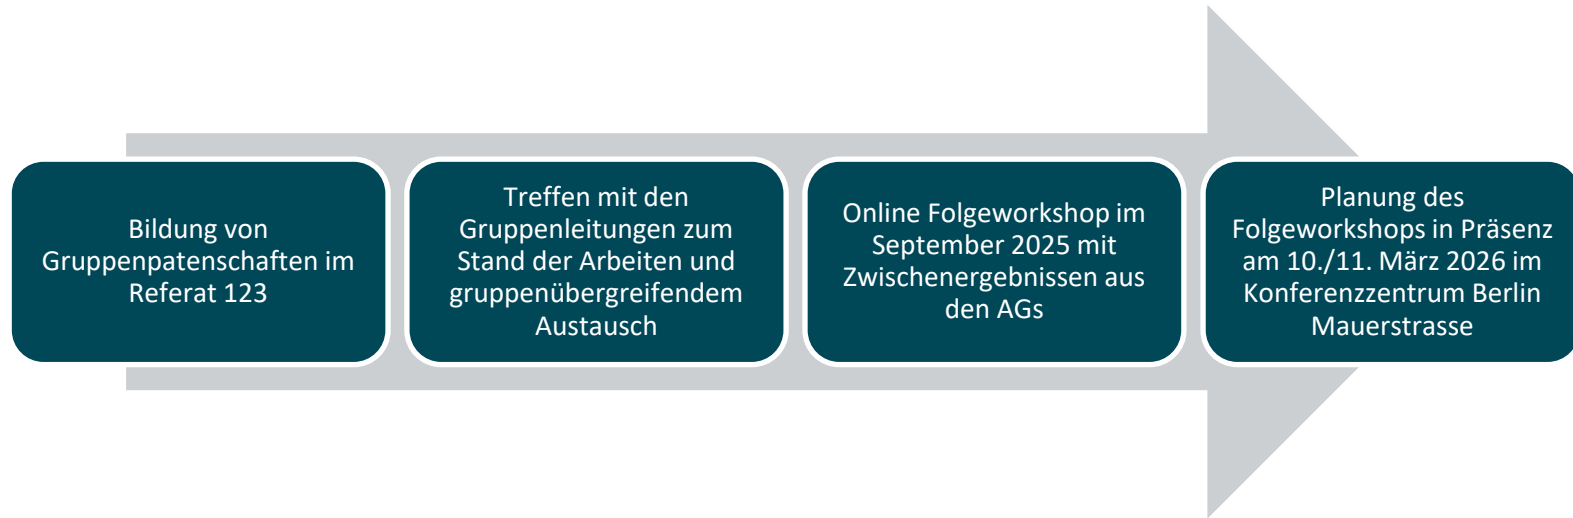 Bildung von
Gruppenpatenschaften im
Referat 123
Treffen mit den
Gruppenleitungen zum
Stand der Arbeiten und
gruppenübergreifendem
Austausch
Online Folgeworkshop im
September 2025 mit
Zwischenergebnissen aus
den AGs
Planung des
Folgeworkshops in Präsenz
am 10./11. März 2026 im
Konferenzzentrum Berlin
Mauerstrasse